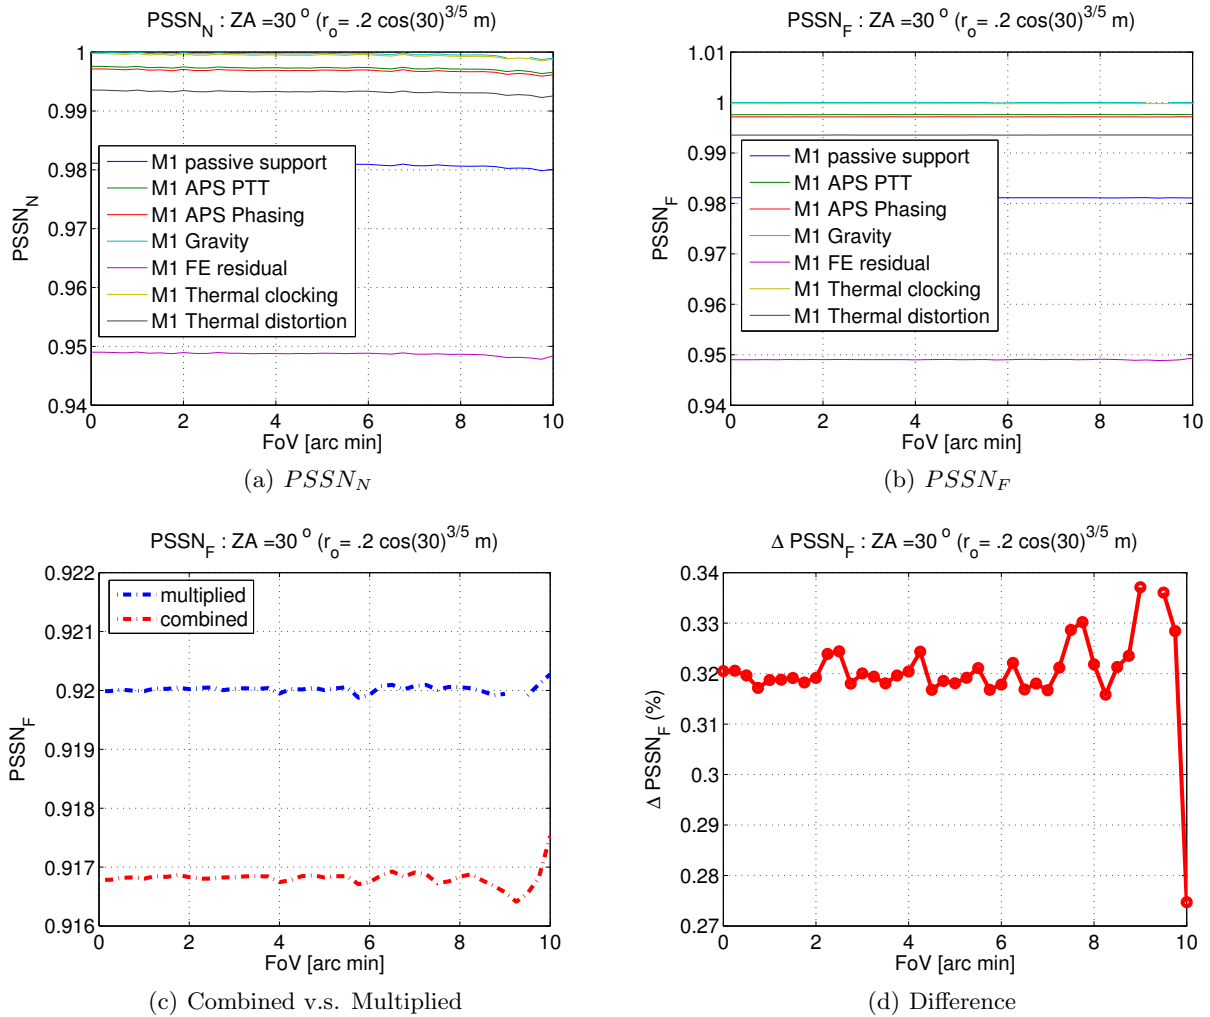 PSSN_N : ZA =30 ° (r_o= .2 cos(30)^3/5 m)
1
0.99
0.98
0.97
0.96
0.95
0.94
PSSN_N
M1 passive support
M1 APS PTT
M1 APS Phasing
M1 Gravity
M1 FE residual
M1 Thermal clocking
M1 Thermal distortion
0 2 4 6 8 10
FoV [arc min]
(a) PSSN_N
PSSN_F : ZA =30 ° (r_o= .2 cos(30)^3/5 m)
1.01
1
0.99
0.98
0.97
0.96
0.95
0.94
PSSN_F
M1 passive support
M1 APS PTT
M1 APS Phasing
M1 Gravity
M1 FE residual
M1 Thermal clocking
M1 Thermal distortion
0 2 4 6 8 10
FoV [arc min]
(b) PSSN_F
PSSN_F : ZA =30 ° (r_o= .2 cos(30)^3/5 m)
0.922
0.921
0.92
0.919
0.918
0.917
0.916
PSSN_F
multiplied
combined
0 2 4 6 8 10
FoV [arc min]
(c) Combined v.s. Multiplied
Δ PSSN_F : ZA =30 ° (r_o= .2 cos(30)^3/5 m)
0.34
0.33
0.32
0.31
0.3
0.29
0.28
0.27
Δ PSSN_F (%)
0 2 4 6 8 10
FoV [arc min]
(d) Difference